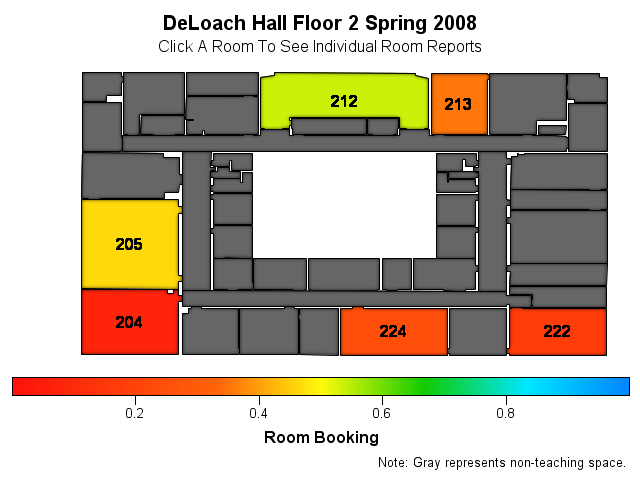 DeLoach Hall Floor 2 Spring 2008
Click A Room To See Individual Room Reports
212
213
205
204
224
222
0.2 0.4 0.6 0.8
Room Booking
Note: Gray represents non-teaching space.